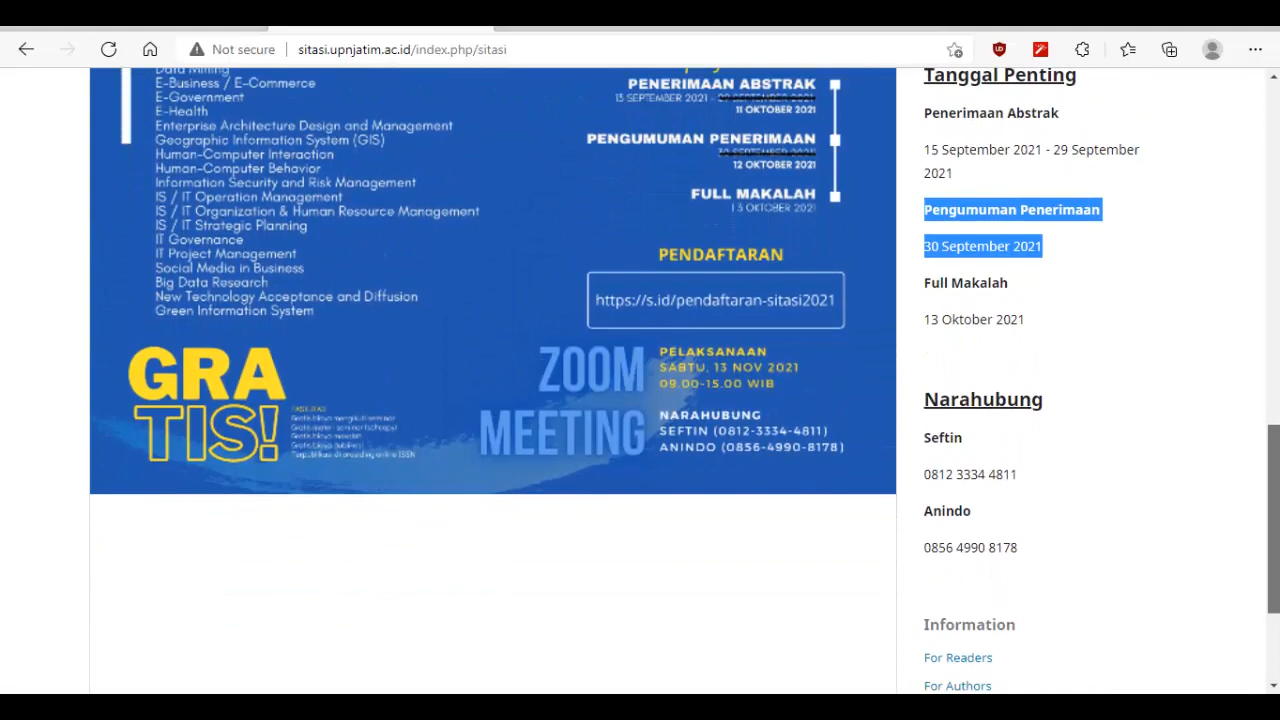 Not secure
sitasi.upnjatim.ac.id/index.php/sitasi
Data Mining
E-Business / E-Commerce
E-Government
E-Health
Enterprise Architecture Design and Management
Geographic Information System (GIS)
Human-Computer Interaction
Human-Computer Behavior
Information Security and Risk Management
IS / IT Operation Management
IS / IT Organization & Human Resource Management
IS / IT Strategic Planning
IT Governance
IT Project Management
Social Media in Business
Big Data Research
New Technology Acceptance and Diffusion
Green Information System
GRA
TIS!
PENERIMAAN ABSTRAK
15 SEPTEMBER 2021 -
11 OKTOBER 2021
PENGUMUMAN PENERIMAAN
30 SEPTEMBER 2021
12 OKTOBER 2021
FULL MAKALAH
13 OKTOBER 2021
PENDAFTARAN
https://s.id/pendaftaran-sitasi2021
ZOOM
MEETING
PELAKSANAAN
SABTU, 13 NOV 2021
09.00-15.00 WIB
NARAHUBUNG
SEFTIN (0812-3334-4811)
ANINDO (0856-4990-8178)
Tanggal Penting
Penerimaan Abstrak
15 September 2021 - 29 September
2021
Pengumuman Penerimaan
30 September 2021
Full Makalah
13 Oktober 2021
Narahubung
Seftin
0812 3334 4811
Anindo
0856 4990 8178
Information
For Readers
For Authors